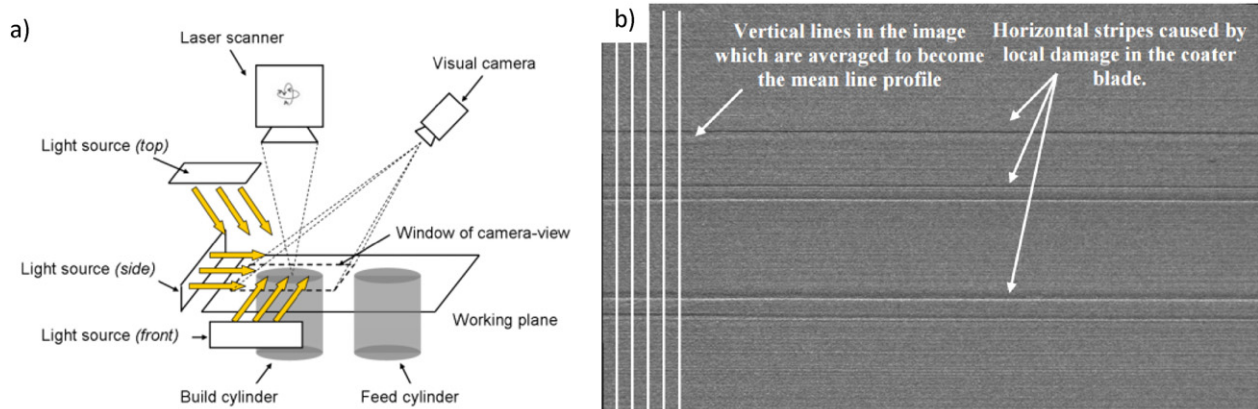 a)
Laser scanner
Visual camera
Light source (top)
Window of camera-view
Light source (side)
Working plane
Light source (front)
Build cylinder
Feed cylinder
b)
Vertical lines in the image
which are averaged to become
the mean line profile
Horizontal stripes caused by
local damage in the coater
blade.